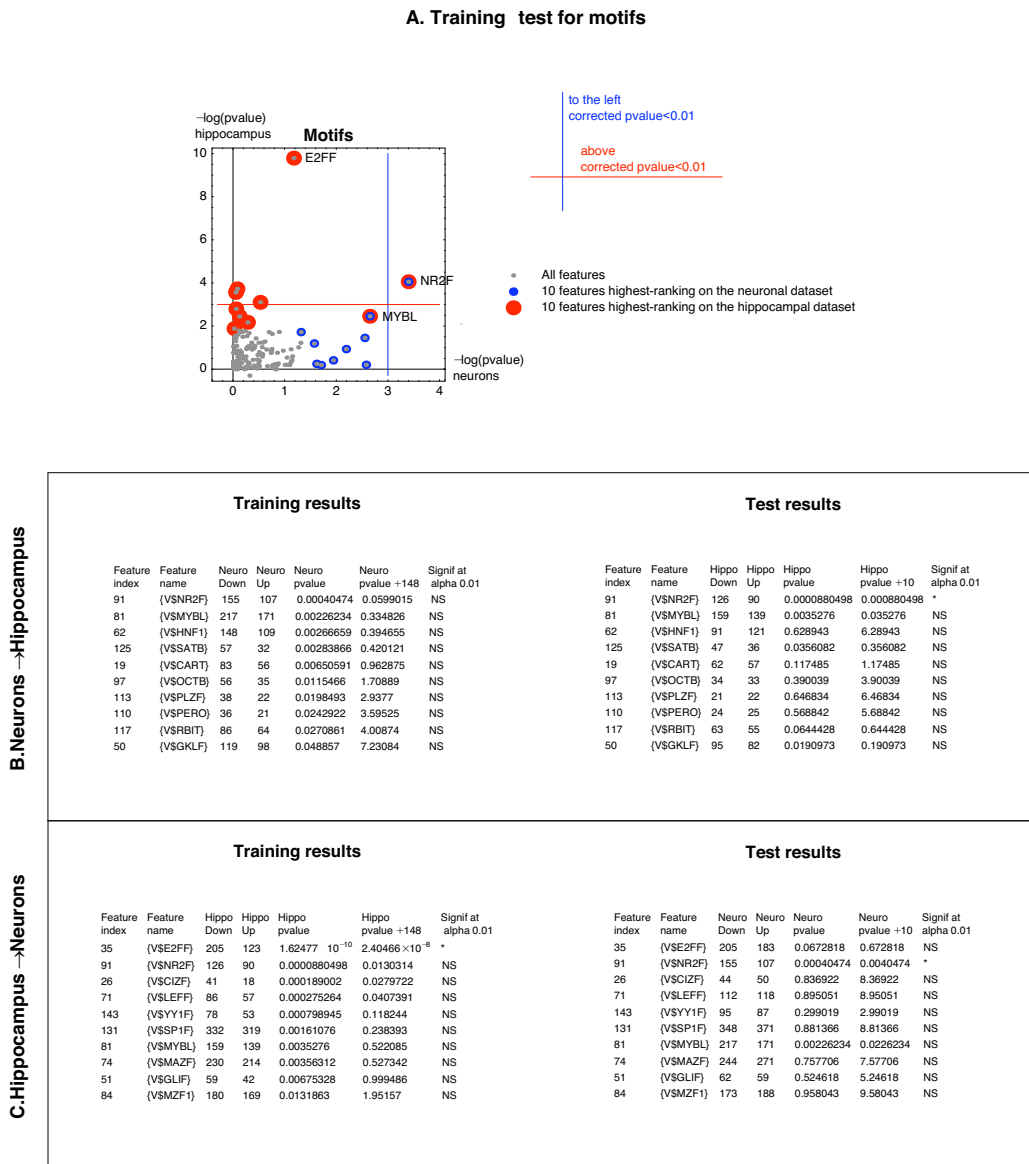 A. Training test for motifs
−log(pvalue)
hippocampus
Motifs
10
8
6
4
2
0
0 1 2 3 4
E2FF
NR2F
MYBL
−log(pvalue)
neurons
to the left
corrected pvalue<0.01
above
corrected pvalue<0.01
All features
10 features highest-ranking on the neuronal dataset
10 features highest-ranking on the hippocampal dataset
B.Neurons →Hippocampus
Training results
Feature Feature Neuro Neuro Neuro Neuro Signif at
index name Down Up pvalue pvalue +148 alpha 0.01
91 {V$NR2F} 155 107 0.00040474 0.0599015 NS
81 {V$MYBL} 217 171 0.00226234 0.334826 NS
62 {V$HNF1} 148 109 0.00266659 0.394655 NS
125 {V$SATB} 57 32 0.00283866 0.420121 NS
19 {V$CART} 83 56 0.00650591 0.962875 NS
97 {V$OCTB} 56 35 0.0115466 1.70889 NS
113 {V$PLZF} 38 22 0.0198493 2.9377 NS
110 {V$PERO} 36 21 0.0242922 3.59525 NS
117 {V$RBIT} 86 64 0.0270861 4.00874 NS
50 {V$GKLF} 119 98 0.048857 7.23084 NS
Test results
Feature Feature Hippo Hippo Hippo Hippo Signif at
index name Down Up pvalue pvalue +10 alpha 0.01
91 {V$NR2F} 126 90 0.0000880498 0.000880498 *
81 {V$MYBL} 159 139 0.0035276 0.035276 NS
62 {V$HNF1} 91 121 0.628943 6.28943 NS
125 {V$SATB} 47 36 0.0356082 0.356082 NS
19 {V$CART} 62 57 0.117485 1.17485 NS
97 {V$OCTB} 34 33 0.390039 3.90039 NS
113 {V$PLZF} 21 22 0.646834 6.46834 NS
110 {V$PERO} 24 25 0.568842 5.68842 NS
117 {V$RBIT} 63 55 0.0644428 0.644428 NS
50 {V$GKLF} 95 82 0.0190973 0.190973 NS
C.Hippocampus →Neurons
Training results
Feature Feature Hippo Hippo Hippo Hippo Signif at
index name Down Up pvalue pvalue +148 alpha 0.01
35 {V$E2FF} 205 123 1.62477 10⁻¹⁰ 2.40466×10⁻⁸ *
91 {V$NR2F} 126 90 0.0000880498 0.0130314 NS
26 {V$CIZF} 41 18 0.000189002 0.0279722 NS
71 {V$LEFF} 86 57 0.000275264 0.0407391 NS
143 {V$YY1F} 78 53 0.000798945 0.118244 NS
131 {V$SP1F} 332 319 0.00161076 0.238393 NS
81 {V$MYBL} 159 139 0.0035276 0.522085 NS
74 {V$MAZF} 230 214 0.00356312 0.527342 NS
51 {V$GLIF} 59 42 0.00675328 0.999486 NS
84 {V$MZF1} 180 169 0.0131863 1.95157 NS
Test results
Feature Feature Neuro Neuro Neuro Neuro Signif at
index name Down Up pvalue pvalue +10 alpha 0.01
35 {V$E2FF} 205 183 0.0672818 0.672818 NS
91 {V$NR2F} 155 107 0.00040474 0.0040474 *
26 {V$CIZF} 44 50 0.836922 8.36922 NS
71 {V$LEFF} 112 118 0.895051 8.95051 NS
143 {V$YY1F} 95 87 0.299019 2.99019 NS
131 {V$SP1F} 348 371 0.881366 8.81366 NS
81 {V$MYBL} 217 171 0.00226234 0.0226234 NS
74 {V$MAZF} 244 271 0.757706 7.57706 NS
51 {V$GLIF} 62 59 0.524618 5.24618 NS
84 {V$MZF1} 173 188 0.958043 9.58043 NS